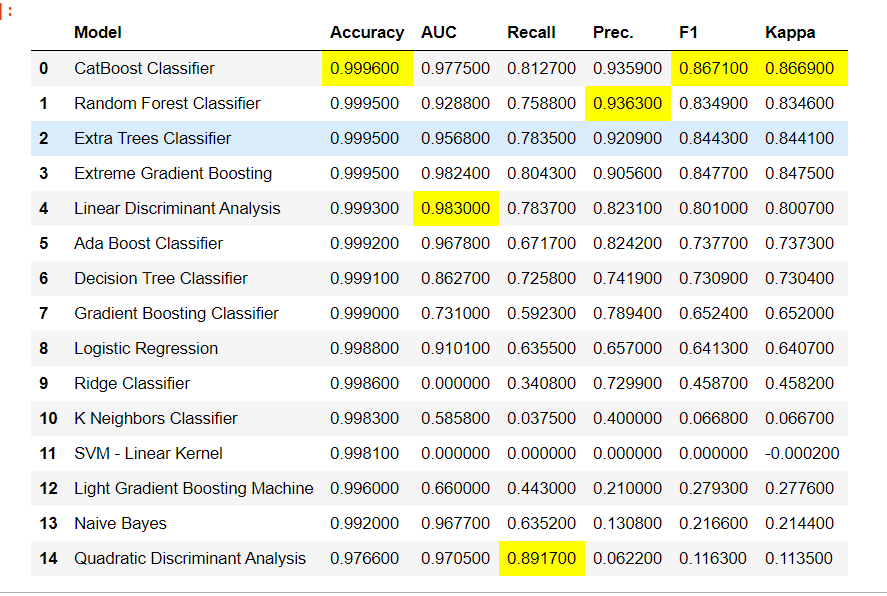 ]:
Model Accuracy AUC Recall Prec. F1 Kappa
0 CatBoost Classifier 0.999600 0.977500 0.812700 0.935900 0.867100 0.866900
1 Random Forest Classifier 0.999500 0.928800 0.758800 0.936300 0.834900 0.834600
2 Extra Trees Classifier 0.999500 0.956800 0.783500 0.920900 0.844300 0.844100
3 Extreme Gradient Boosting 0.999500 0.982400 0.804300 0.905600 0.847700 0.847500
4 Linear Discriminant Analysis 0.999300 0.983000 0.783700 0.823100 0.801000 0.800700
5 Ada Boost Classifier 0.999200 0.967800 0.671700 0.824200 0.737700 0.737300
6 Decision Tree Classifier 0.999100 0.862700 0.725800 0.741900 0.730900 0.730400
7 Gradient Boosting Classifier 0.999000 0.731000 0.592300 0.789400 0.652400 0.652000
8 Logistic Regression 0.998800 0.910100 0.635500 0.657000 0.641300 0.640700
9 Ridge Classifier 0.998600 0.000000 0.340800 0.729900 0.458700 0.458200
10 K Neighbors Classifier 0.998300 0.585800 0.037500 0.400000 0.066800 0.066700
11 SVM - Linear Kernel 0.998100 0.000000 0.000000 0.000000 0.000000 -0.000200
12 Light Gradient Boosting Machine 0.996000 0.660000 0.443000 0.210000 0.279300 0.277600
13 Naive Bayes 0.992000 0.967700 0.635200 0.130800 0.216600 0.214400
14 Quadratic Discriminant Analysis 0.976600 0.970500 0.891700 0.062200 0.116300 0.113500